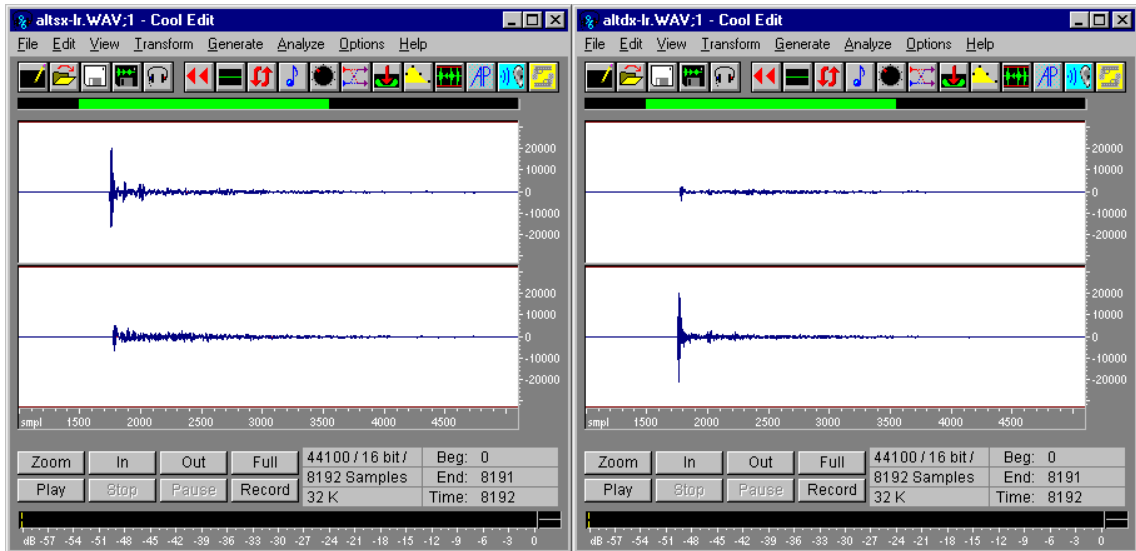 altsx-lr.WAV;1 - Cool Edit
File Edit View Transform Generate Analyze Options Help
AP
20000
10000
0
-10000
-20000
20000
10000
0
-10000
-20000
smpl 1500 2000 2500 3000 3500 4000 4500
Zoom In Out Full 44100 / 16 bit / Beg: 0
8192 Samples End: 8191
Play Stop Pause Record 32 K Time: 8192
dB -57 -54 -51 -48 -45 -42 -39 -36 -33 -30 -27 -24 -21 -18 -15 -12 -9 -6 -3 0
altdx-lr.WAV;1 - Cool Edit
File Edit View Transform Generate Analyze Options Help
AP
20000
10000
0
-10000
-20000
20000
10000
0
-10000
-20000
smpl 1500 2000 2500 3000 3500 4000 4500
Zoom In Out Full 44100 / 16 bit / Beg: 0
8192 Samples End: 8191
Play Stop Pause Record 32 K Time: 8192
dB -57 -54 -51 -48 -45 -42 -39 -36 -33 -30 -27 -24 -21 -18 -15 -12 -9 -6 -3 0